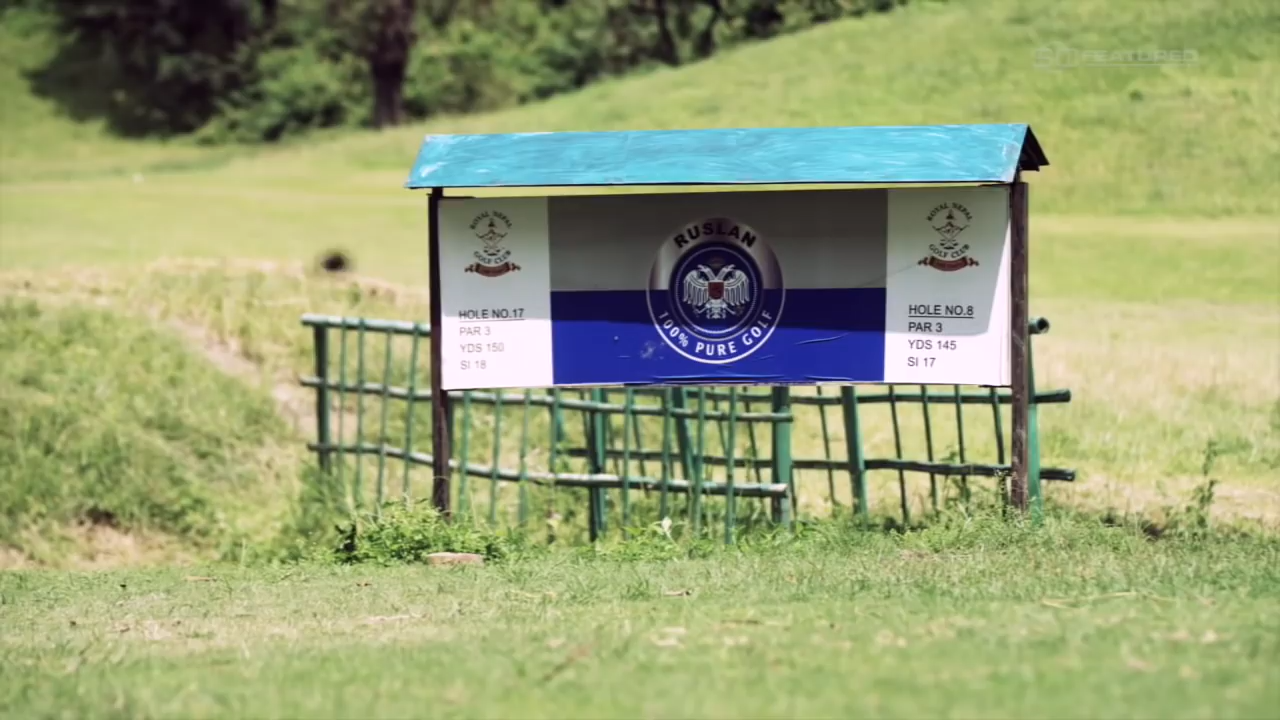 FEATURED
ROYAL NEPAL
GOLF CLUB
HOLE NO.17
PAR 3
YDS 150
SI 18
RUSLAN
100% PURE GOLF
ROYAL NEPAL
GOLF CLUB
HOLE NO.8
PAR 3
YDS 145
SI 17